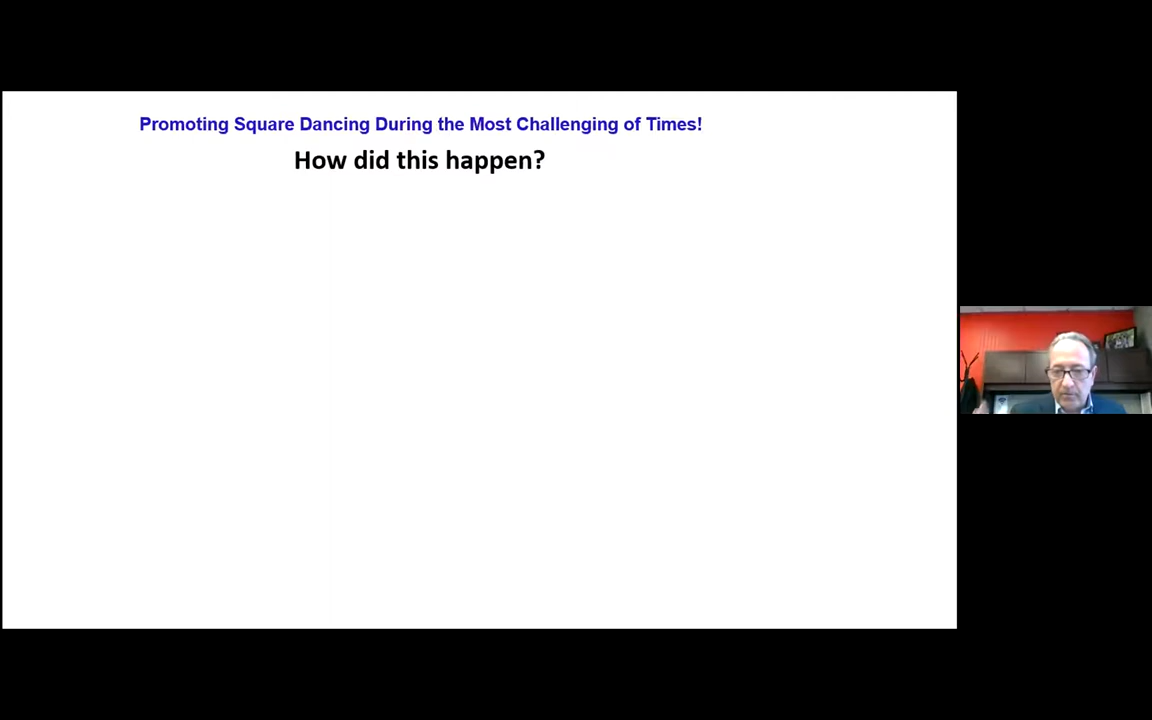 Promoting Square Dancing During the Most Challenging of Times!
How did this happen?